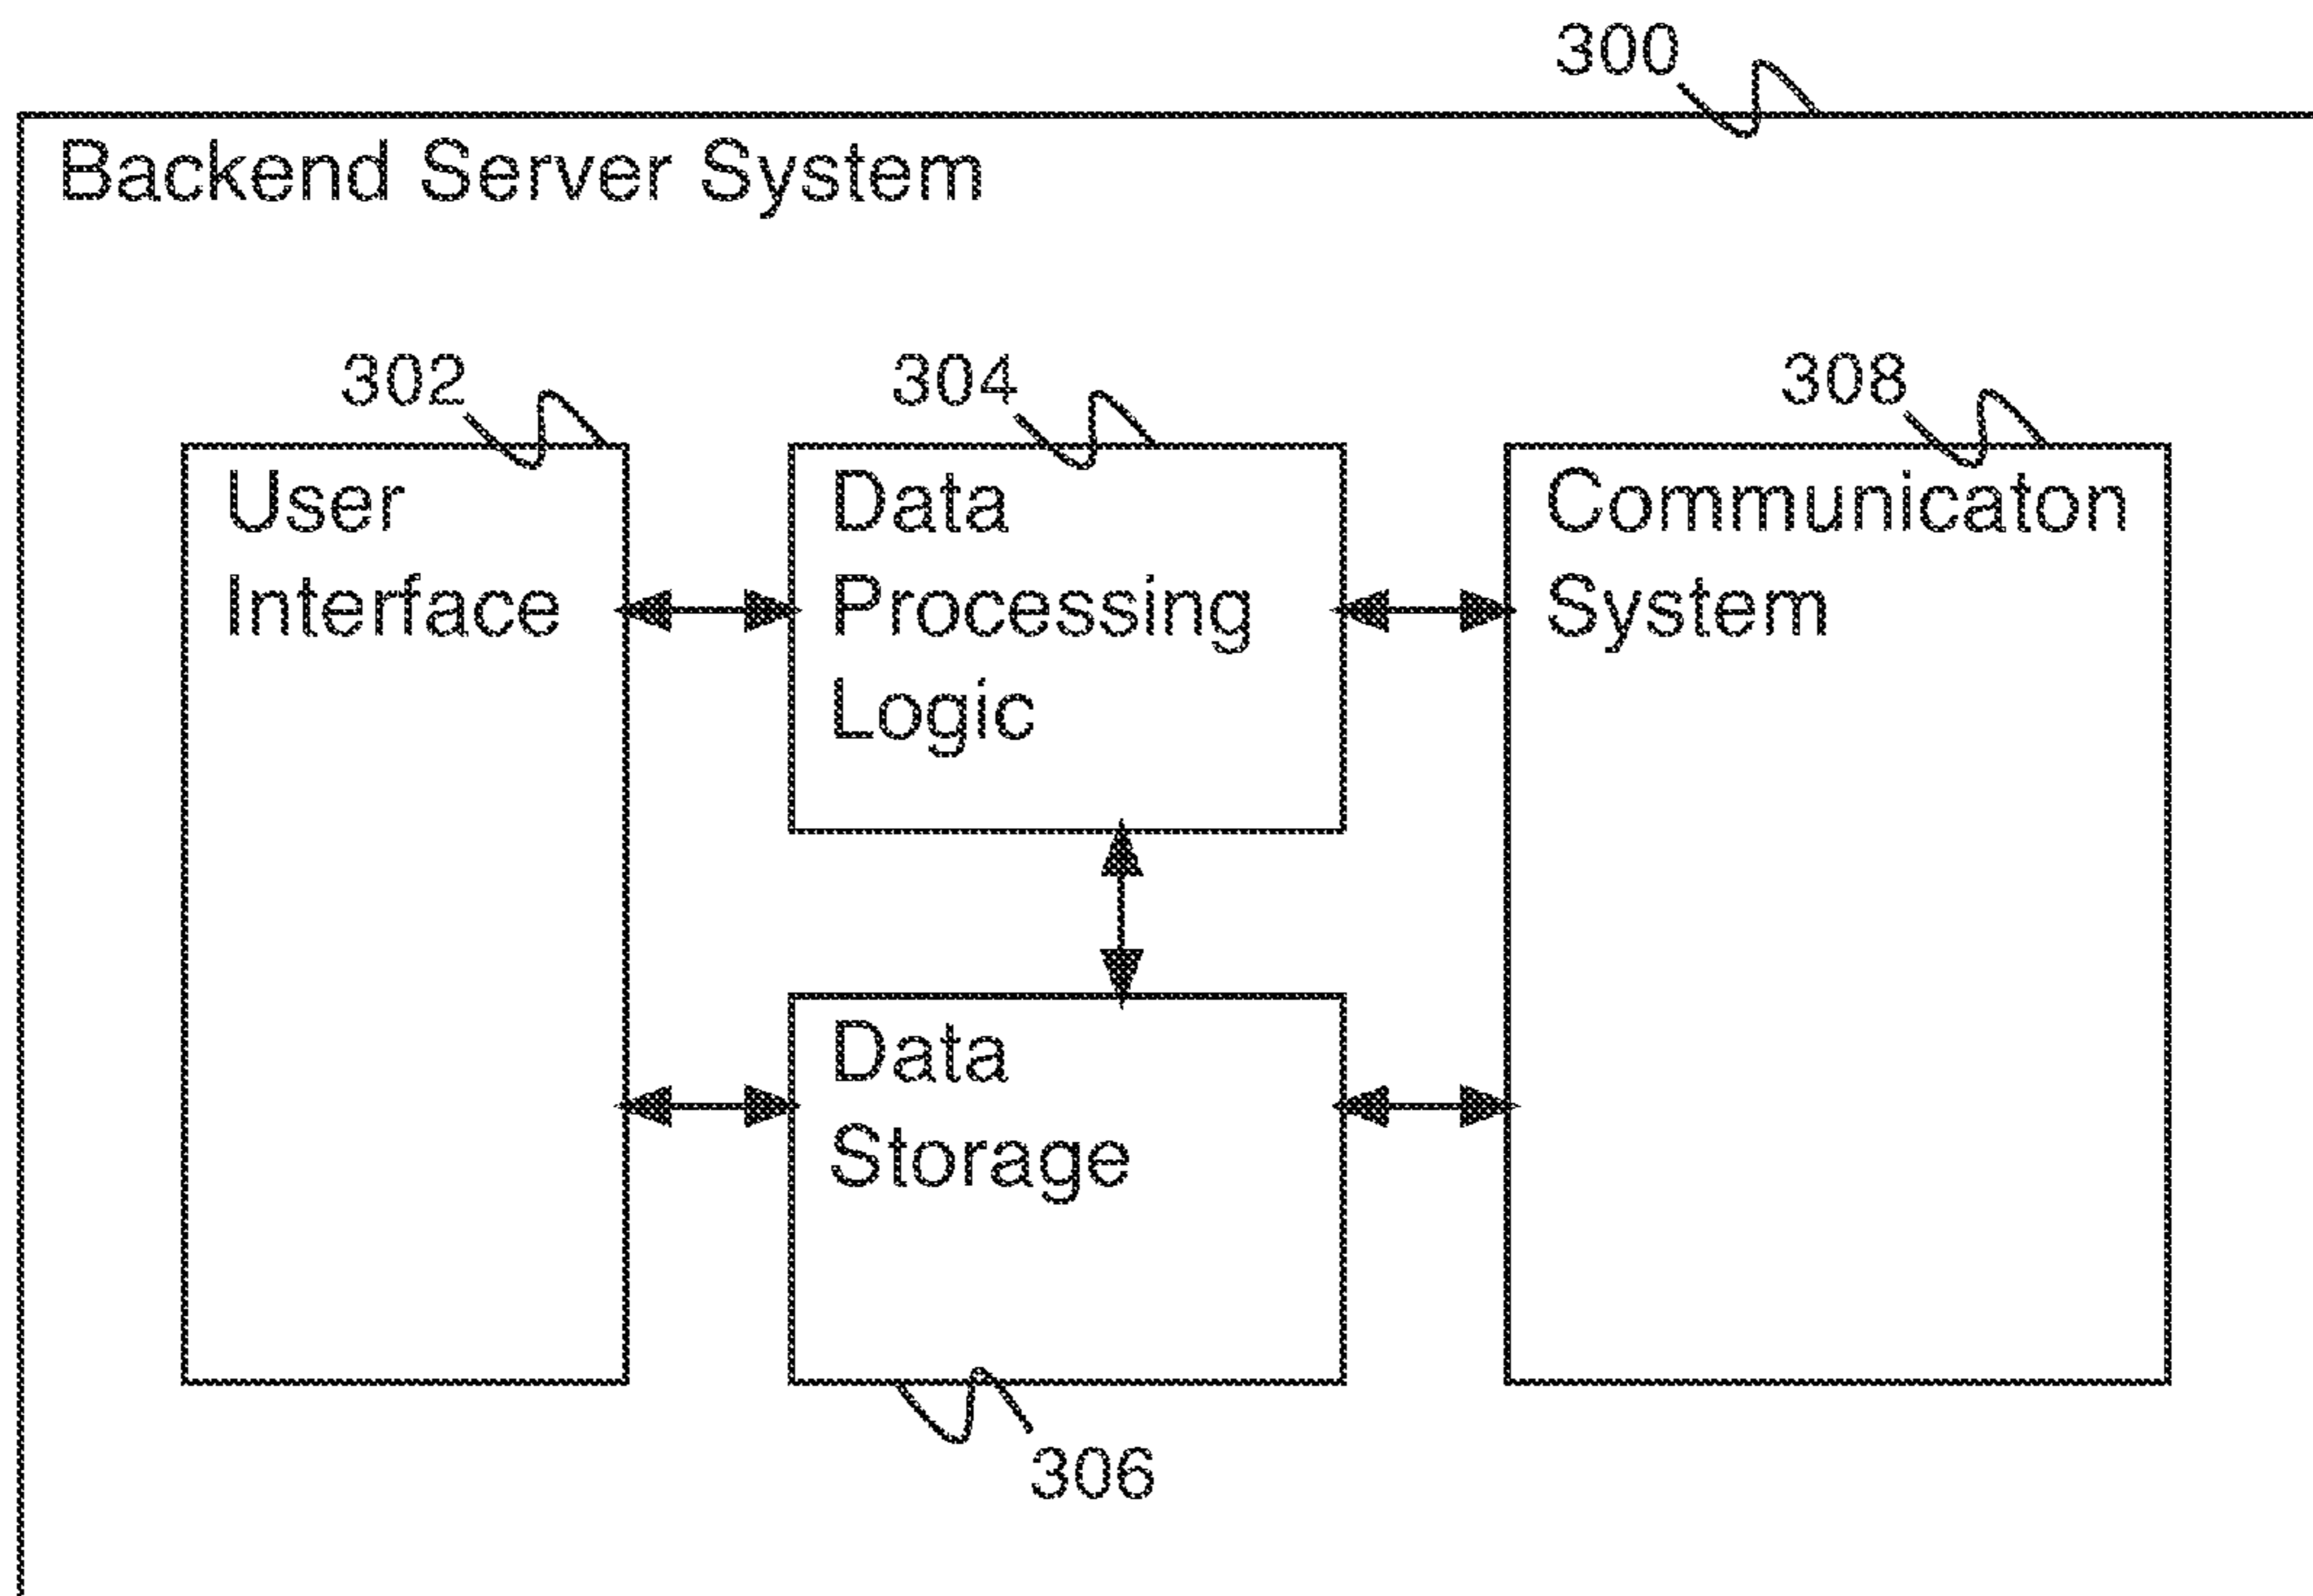 300
Backend Server System
302
304
308
User
Interface
Data
Processing
Logic
Communicaton
System
Data
Storage
306